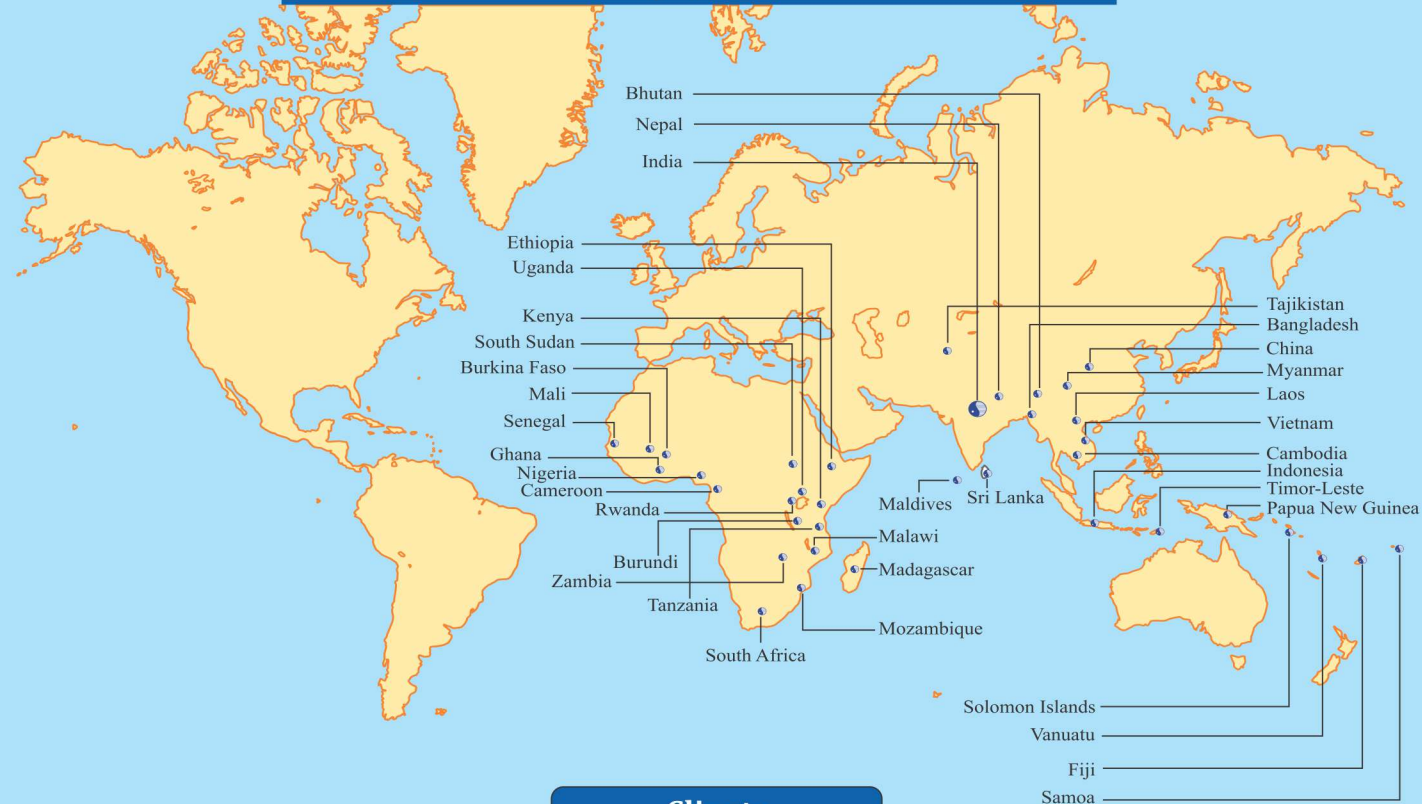 Bhutan
Nepal
India
Ethiopia
Uganda
Kenya
South Sudan
Burkina Faso
Mali
Senegal
Ghana
Nigeria
Cameroon
Rwanda
Burundi
Zambia
Tanzania
South Africa
Maldives
Sri Lanka
Malawi
Madagascar
Mozambique
Tajikistan
Bangladesh
China
Myanmar
Laos
Vietnam
Cambodia
Indonesia
Timor-Leste
Papua New Guinea
Solomon Islands
Vanuatu
Fiji
Samoa